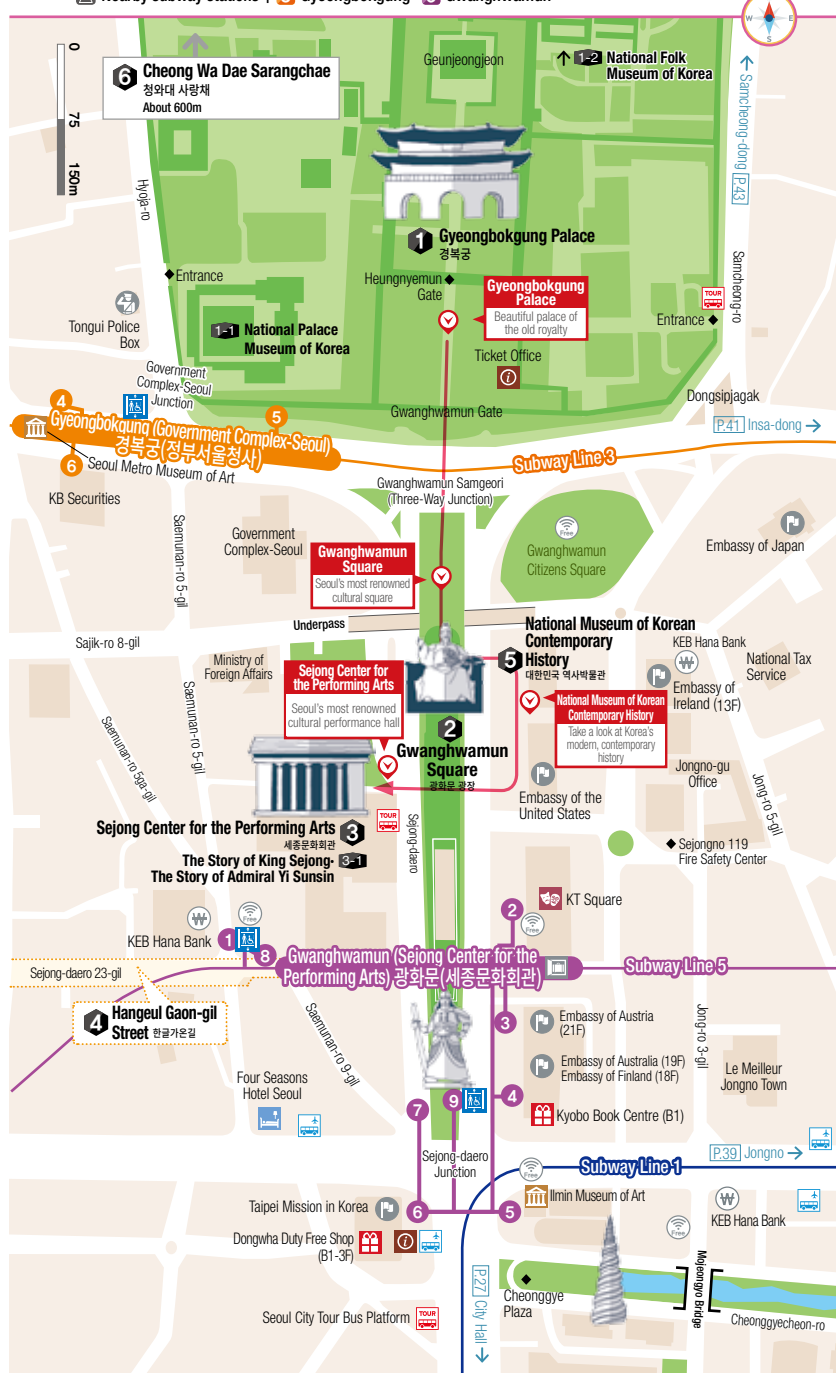 Nearby subway stations | 3 Gyeongbokgung 5 Gwanghwamun
W E
S
0
75
150m
6 Cheong Wa Dae Sarangchae
청와대 사랑채
About 600m
Geunjeongjeon
1-2 National Folk
Museum of Korea
Samcheong-dong P.43
Hyoja-ro
1 Gyeongbokgung Palace
경복궁
Entrance
Heungnyemun
Gate
Gyeongbokgung
Palace
Beautiful palace of
the old royalty
Samcheong-ro
TOUR
Entrance
Tongui Police
Box
1-1 National Palace
Museum of Korea
Ticket Office
Government
Complex-Seoul
Junction
Gwanghwamun Gate
Dongsipjagak
P.41 Insa-dong
4
5
Gyeongbokgung (Government Complex-Seoul)
경복궁(정부서울청사)
6
Seoul Metro Museum of Art
Subway Line 3
KB Securities
Gwanghwamun Samgeori
(Three-Way Junction)
Saemunan-ro 5-gil
Government
Complex-Seoul
Free
Gwanghwamun
Citizens Square
Embassy of Japan
Gwanghwamun
Square
Seoul's most renowned
cultural square
Underpass
Sajik-ro 8-gil
National Museum of Korean
Contemporary
History
5
대한민국 역사박물관
KEB Hana Bank
National Tax
Service
Embassy of
Ireland (13F)
Ministry of
Foreign Affairs
Sejong Center for
the Performing Arts
Seoul's most renowned
cultural performance hall
National Museum of Korean
Contemporary History
Take a look at Korea's
modern, contemporary
history
Saemunan-ro 5-gil
Saemunan-ro 5ga-gil
2
Gwanghwamun
Square
광화문 광장
Embassy of the
United States
Jongno-gu
Office
Jong-ro 5-gil
Sejong Center for the Performing Arts 3
세종문화회관
TOUR
Sejong-daero
The Story of King Sejong· 3-1
The Story of Admiral Yi Sunsin
Sejongno 119
Fire Safety Center
KT Square
2
Free
Free
KEB Hana Bank
1
8
Gwanghwamun (Sejong Center for the
Performing Arts) 광화문(세종문화회관)
Subway Line 5
Sejong-daero 23-gil
4 Hangeul Gaon-gil
Street 한글가온길
Saemunan-ro 9-gil
3
Embassy of Austria
(21F)
Jong-ro 3-gil
Embassy of Australia (19F)
Embassy of Finland (18F)
Le Meilleur
Jongno Town
Four Seasons
Hotel Seoul
7
9
4
Kyobo Book Centre (B1)
Sejong-daero
Junction
P.39 Jongno
Free
Subway Line 1
Taipei Mission in Korea
6
5
Ilmin Museum of Art
KEB Hana Bank
Free
Dongwha Duty Free Shop
(B1-3F)
P.27 City Hall
Cheonggye
Plaza
Mojeongyo Bridge
Cheonggyecheon-ro
Seoul City Tour Bus Platform
TOUR